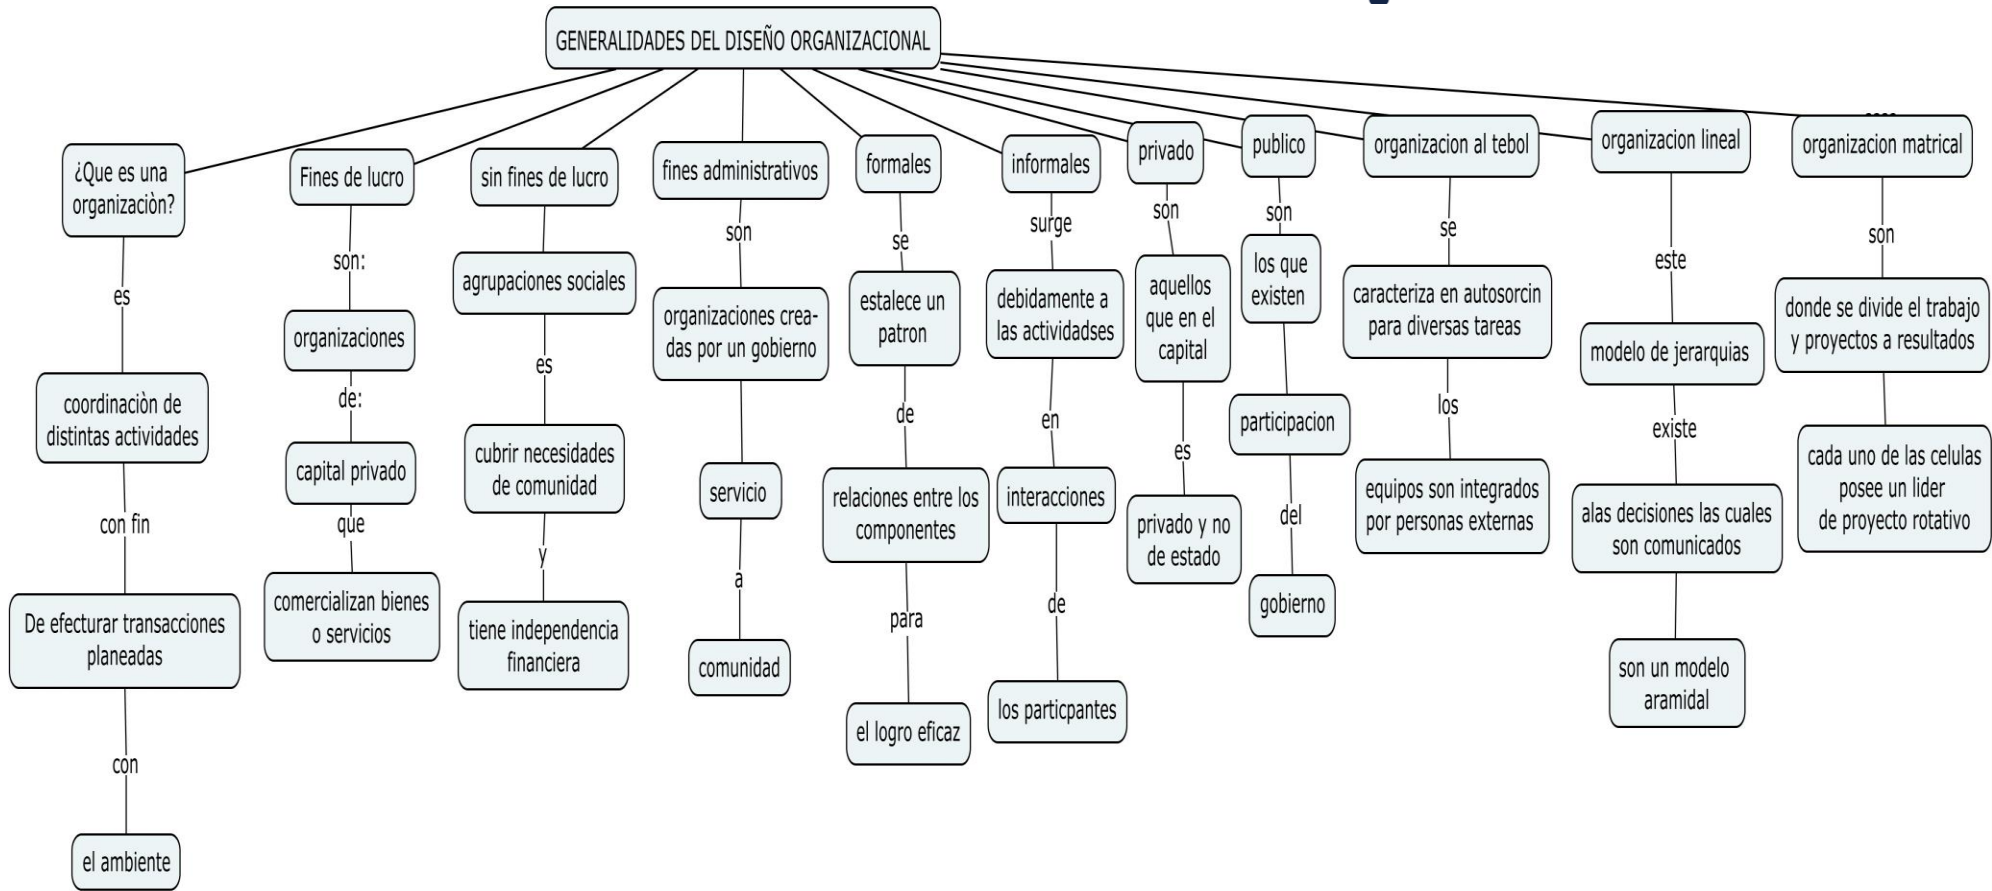 GENERALIDADES DEL DISEÑO ORGANIZACIONAL
¿Que es una
organizaciòn?
es
coordinaciòn de
distintas actividades
con fin
De efecturar transacciones
planeadas
con
el ambiente
Fines de lucro
son:
organizaciones
de:
capital privado
que
comercializan bienes
o servicios
sin fines de lucro
agrupaciones sociales
es
cubrir necesidades
de comunidad
y
tiene independencia
financiera
fines administrativos
son
organizaciones crea-
das por un gobierno
servicio
a
comunidad
formales
se
estalece un
patron
de
relaciones entre los
componentes
para
el logro eficaz
informales
surge
debidamente a
las actividadses
en
interacciones
de
los particpantes
privado
son
aquellos
que en el
capital
es
privado y no
de estado
publico
son
los que
existen
participacion
del
gobierno
organizacion al tebol
se
caracteriza en autosorcin
para diversas tareas
los
equipos son integrados
por personas externas
organizacion lineal
este
modelo de jerarquias
existe
alas decisiones las cuales
son comunicados
son un modelo
aramidal
organizacion matrical
son
donde se divide el trabajo
y proyectos a resultados
cada uno de las celulas
posee un lider
de proyecto rotativo